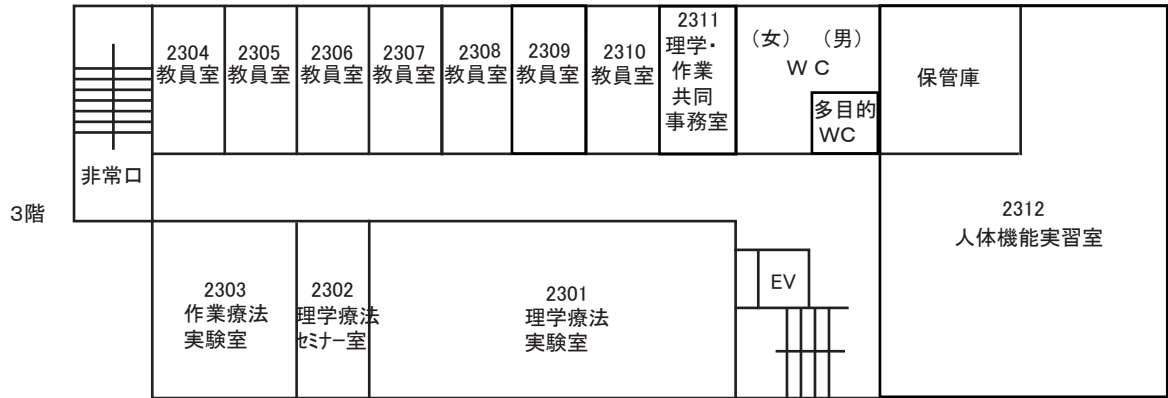 2304
教員室
2305
教員室
2306
教員室
2307
教員室
2308
教員室
2309
教員室
2310
教員室
2311
理学・
作業
共同
事務室
（女）　（男）
ＷＣ
多目的
ＷＣ
保管庫
非常口
3階
2312
人体機能実習室
2303
作業療法
実験室
2302
理学療法
ｾﾐﾅｰ室
2301
理学療法
実験室
EV